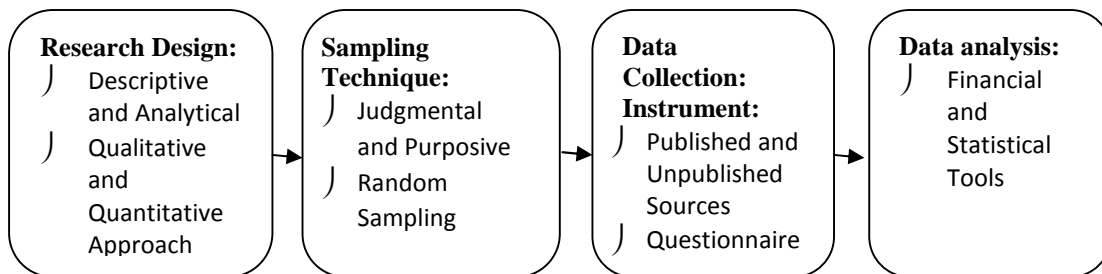 Research Design:
⌡ Descriptive
and Analytical
⌡ Qualitative
and
Quantitative
Approach
Sampling
Technique:
⌡ Judgmental
and Purposive
⌡ Random
Sampling
Data
Collection:
Instrument:
⌡ Published and
Unpublished
Sources
⌡ Questionnaire
Data analysis:
⌡ Financial
and
Statistical
Tools